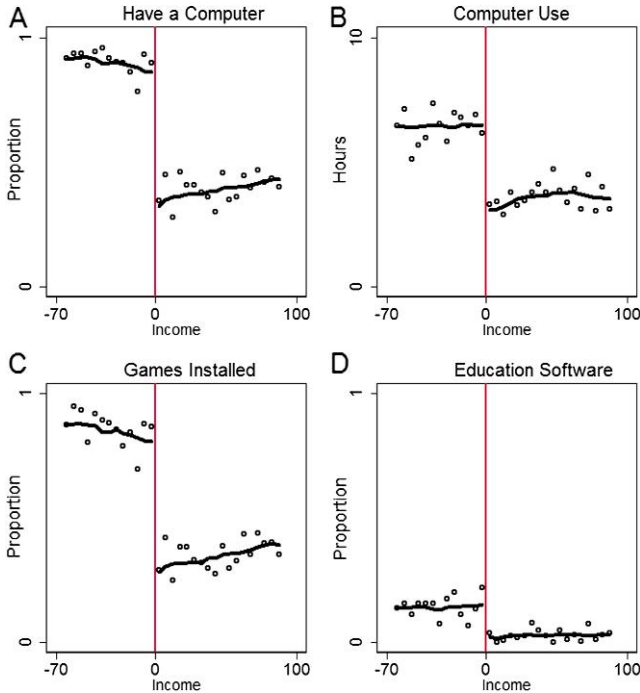 A
Have a Computer
1
Proportion
0
-70
0
100
Income
B
Computer Use
10
Hours
0
-70
0
100
Income
C
Games Installed
1
Proportion
0
-70
0
100
Income
D
Education Software
1
Proportion
0
-70
0
100
Income